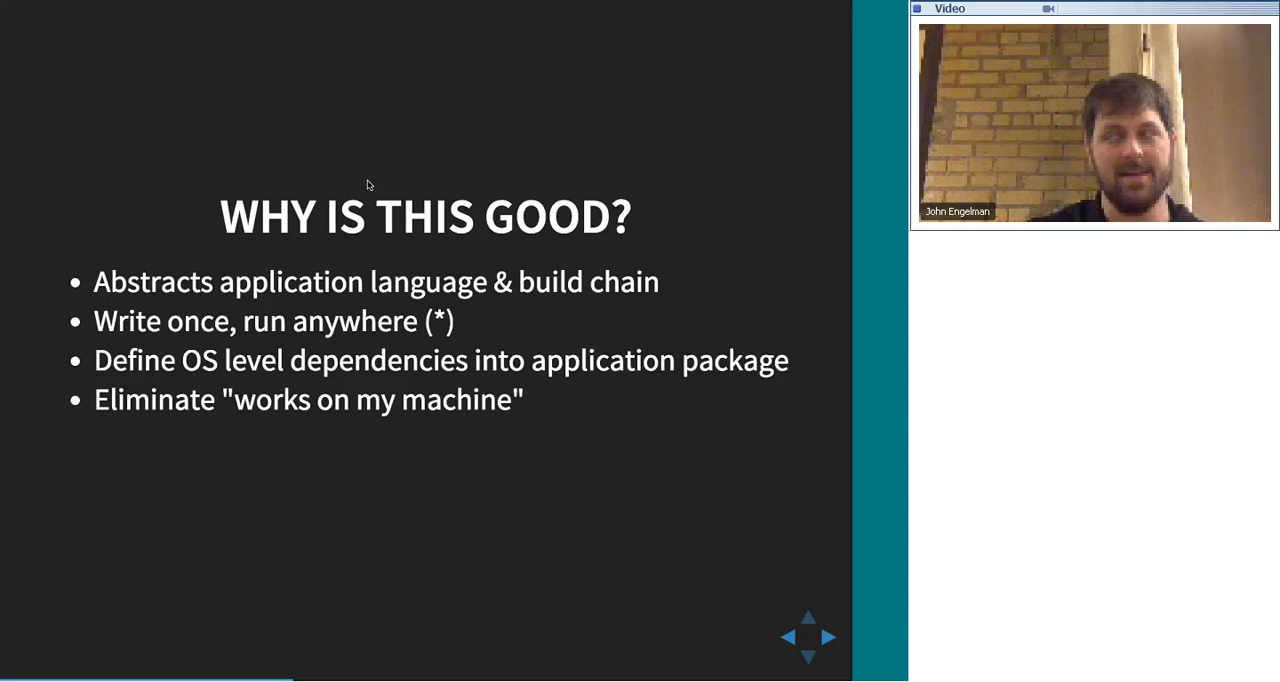 WHY IS THIS GOOD?
• Abstracts application language & build chain
• Write once, run anywhere (*)
• Define OS level dependencies into application package
• Eliminate "works on my machine"
Video
John Engelman